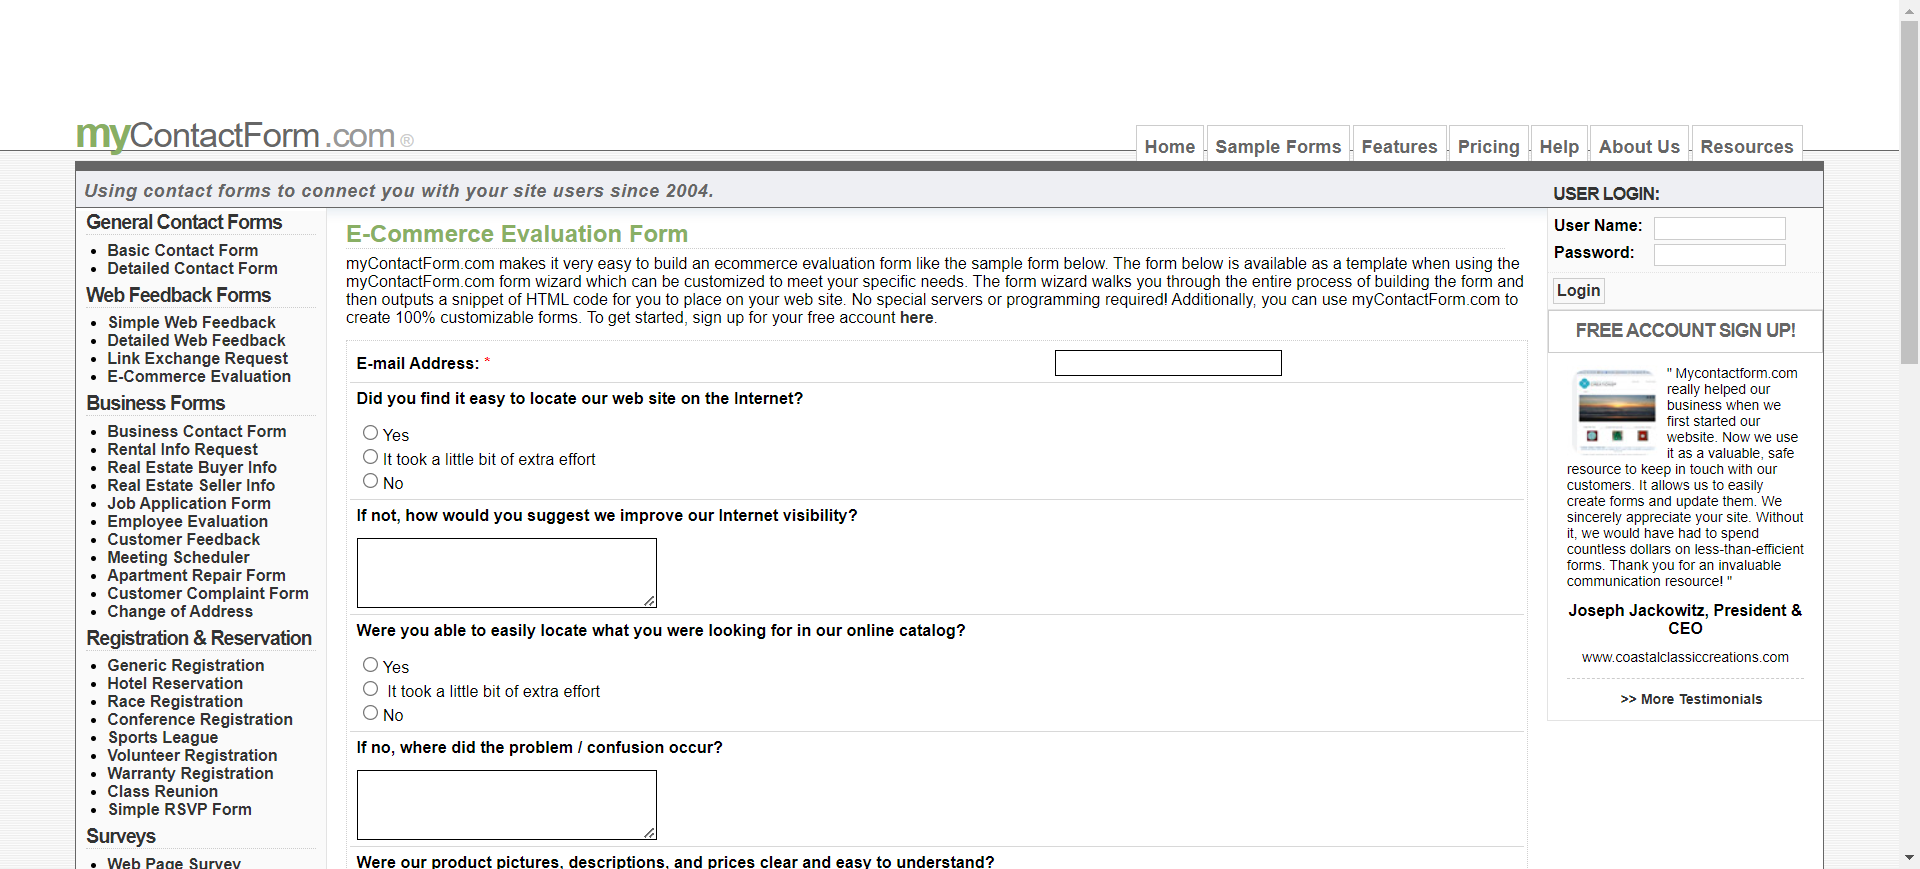 myContactForm.com®
Home
Sample Forms
Features
Pricing
Help
About Us
Resources
Using contact forms to connect you with your site users since 2004.
USER LOGIN:
General Contact Forms
Basic Contact Form
Detailed Contact Form
Web Feedback Forms
Simple Web Feedback
Detailed Web Feedback
Link Exchange Request
E-Commerce Evaluation
Business Forms
Business Contact Form
Rental Info Request
Real Estate Buyer Info
Real Estate Seller Info
Job Application Form
Employee Evaluation
Customer Feedback
Meeting Scheduler
Apartment Repair Form
Customer Complaint Form
Change of Address
Registration & Reservation
Generic Registration
Hotel Reservation
Race Registration
Conference Registration
Sports League
Volunteer Registration
Warranty Registration
Class Reunion
Simple RSVP Form
Surveys
Web Page Survey
E-Commerce Evaluation Form
myContactForm.com makes it very easy to build an ecommerce evaluation form like the sample form below. The form below is available as a template when using the
myContactForm.com form wizard which can be customized to meet your specific needs. The form wizard walks you through the entire process of building the form and
then outputs a snippet of HTML code for you to place on your web site. No special servers or programming required! Additionally, you can use myContactForm.com to
create 100% customizable forms. To get started, sign up for your free account here.
E-mail Address: *
Did you find it easy to locate our web site on the Internet?
Yes
It took a little bit of extra effort
No
If not, how would you suggest we improve our Internet visibility?
Were you able to easily locate what you were looking for in our online catalog?
Yes
It took a little bit of extra effort
No
If no, where did the problem / confusion occur?
Were our product pictures, descriptions, and prices clear and easy to understand?
User Name:
Password:
Login
FREE ACCOUNT SIGN UP!
" Mycontactform.com
really helped our
business when we
first started our
website. Now we use
it as a valuable, safe
resource to keep in touch with our
customers. It allows us to easily
create forms and update them. We
sincerely appreciate your site. Without
it, we would have had to spend
countless dollars on less-than-efficient
forms. Thank you for an invaluable
communication resource! "
Joseph Jackowitz, President &
CEO
www.coastalclassiccreations.com
>> More Testimonials